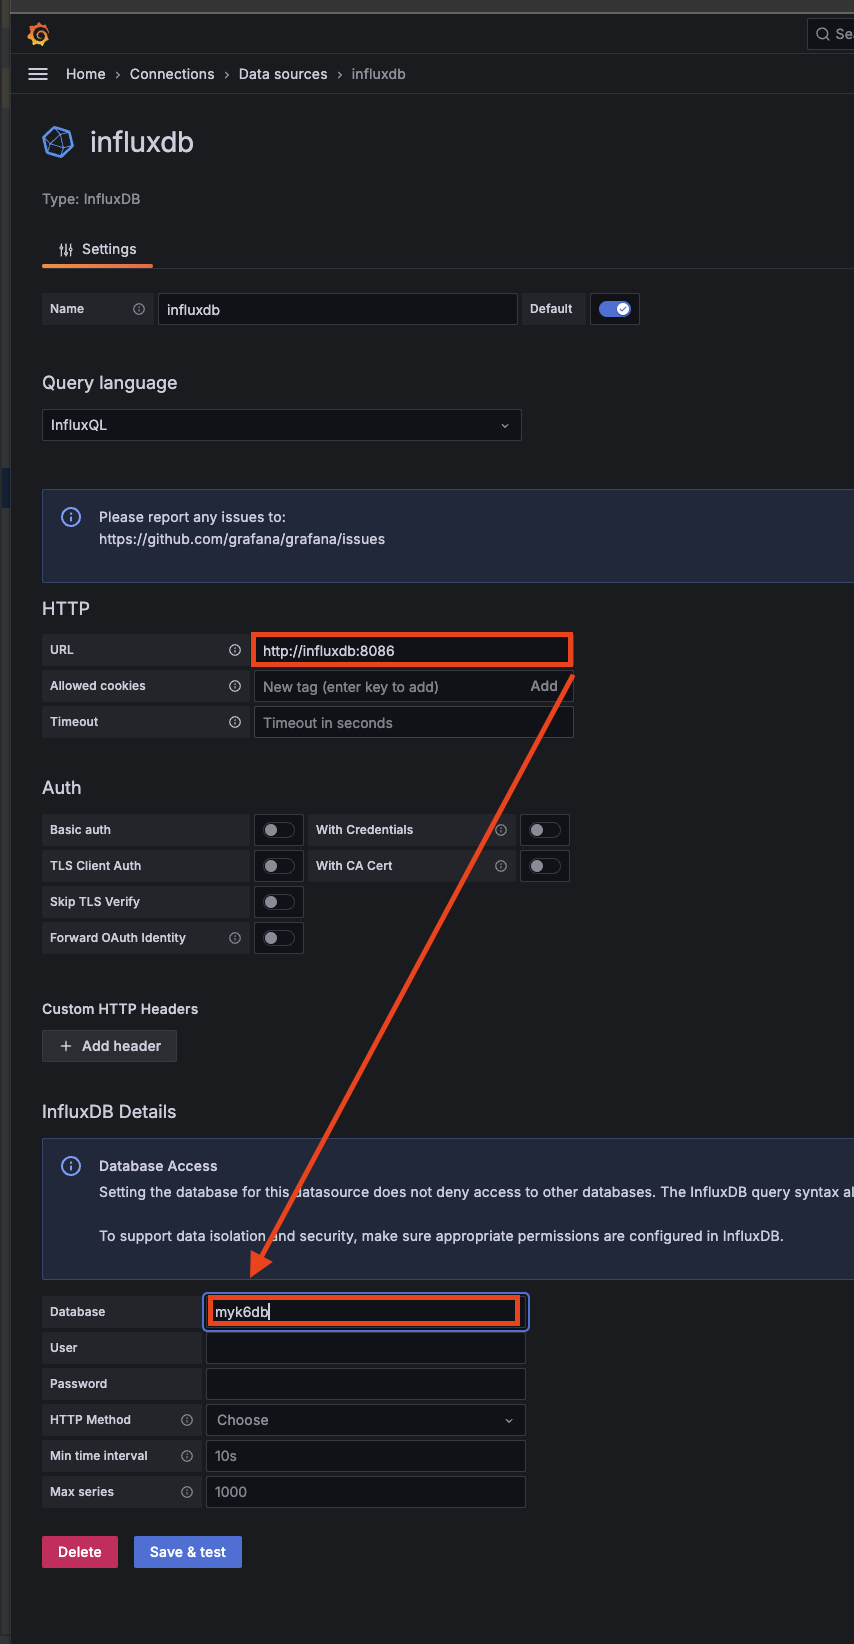 Home › Connections › Data sources › influxdb
influxdb
Type: InfluxDB
Settings
Name influxdb Default
Query language
InfluxQL
Please report any issues to:
https://github.com/grafana/grafana/issues
HTTP
URL http://influxdb:8086
Allowed cookies New tag (enter key to add) Add
Timeout Timeout in seconds
Auth
Basic auth With Credentials
TLS Client Auth With CA Cert
Skip TLS Verify
Forward OAuth Identity
Custom HTTP Headers
+ Add header
InfluxDB Details
Database Access
Setting the database for this datasource does not deny access to other databases. The InfluxDB query syntax
To support data isolation and security, make sure appropriate permissions are configured in InfluxDB.
Database myk6db
User
Password
HTTP Method Choose
Min time interval 10s
Max series 1000
Delete Save & test